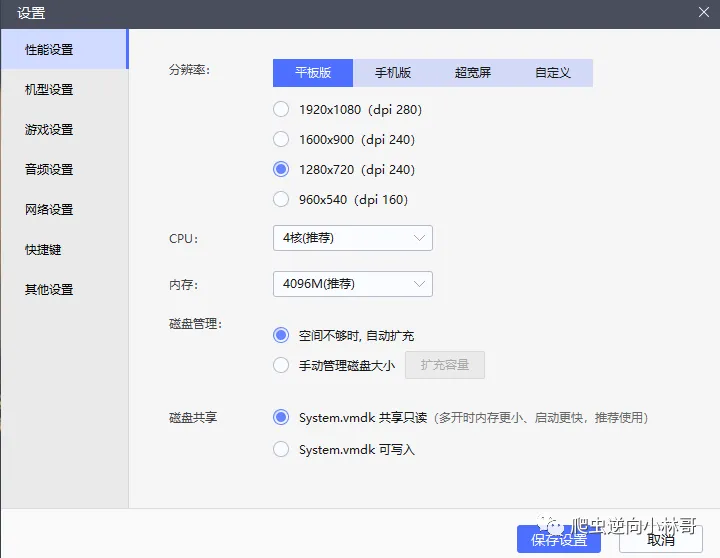 设置
性能设置
机型设置
游戏设置
音频设置
网络设置
快捷键
其他设置
分辨率:
平板版 手机版 超宽屏 自定义
1920x1080（dpi 280）
1600x900（dpi 240）
1280x720（dpi 240）
960x540（dpi 160）
CPU: 4核(推荐)
内存: 4096M(推荐)
磁盘管理:
空间不够时, 自动扩充
手动管理磁盘大小 扩充容量
磁盘共享
System.vmdk 共享只读（多开时内存更小、启动更快，推荐使用）
System.vmdk 可写入
爬虫逆向小林哥
保存设置 取消